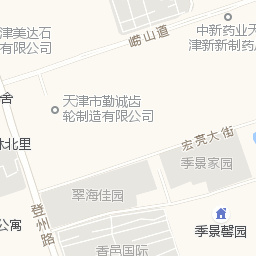 津美达石
有限公司
崂山道
中新药业天
津新新制药厂
舍
天津市勤诚齿
轮制造有限公司
林北里
宏亮大街
季景家园
翠海佳园
公寓
登州路
季景馨园
香邑国际